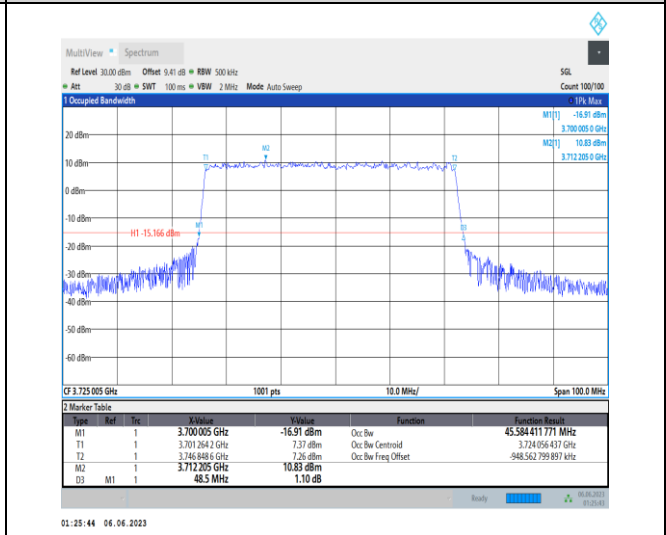 MultiView Spectrum
Ref Level 30.00 dBm Offset 9.41 dB RBW 500 kHz SGL
Att 30 dB SWT 100 ms VBW 2 MHz Mode Auto Sweep Count 100/100
1 Occupied Bandwidth 1Pk Max
M1[1] -16.91 dBm
3.700 005 0 GHz
M2[1] 10.83 dBm
3.712 205 0 GHz
20 dBm
M2
T1 T2
10 dBm
0 dBm
-10 dBm
M1
H1 -15.166 dBm
D3
-20 dBm
-30 dBm
-40 dBm
-50 dBm
-60 dBm
CF 3.725 005 GHz 1001 pts 10.0 MHz/ Span 100.0 MHz
2 Marker Table
Type Ref Trc X-Value Y-Value Function Function Result
M1 1 3.700005 GHz -16.91 dBm Occ Bw 45.584 411 771 MHz
T1 1 3.701 264 2 GHz 7.37 dBm Occ Bw Centroid 3.724 056 437 GHz
T2 1 3.746 848 6 GHz 7.26 dBm Occ Bw Freq Offset -948.562 799 897 kHz
M2 1 3.712 205 GHz 10.83 dBm
D3 M1 1 48.5 MHz 1.10 dB
Ready 06.06.2023
01:25:43
01:25:44 06.06.2023